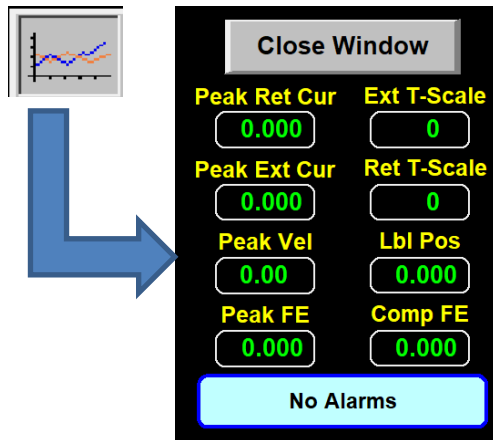 Close Window
Peak Ret Cur Ext T-Scale
0.000 0
Peak Ext Cur Ret T-Scale
0.000 0
Peak Vel Lbl Pos
0.00 0.000
Peak FE Comp FE
0.000 0.000
No Alarms